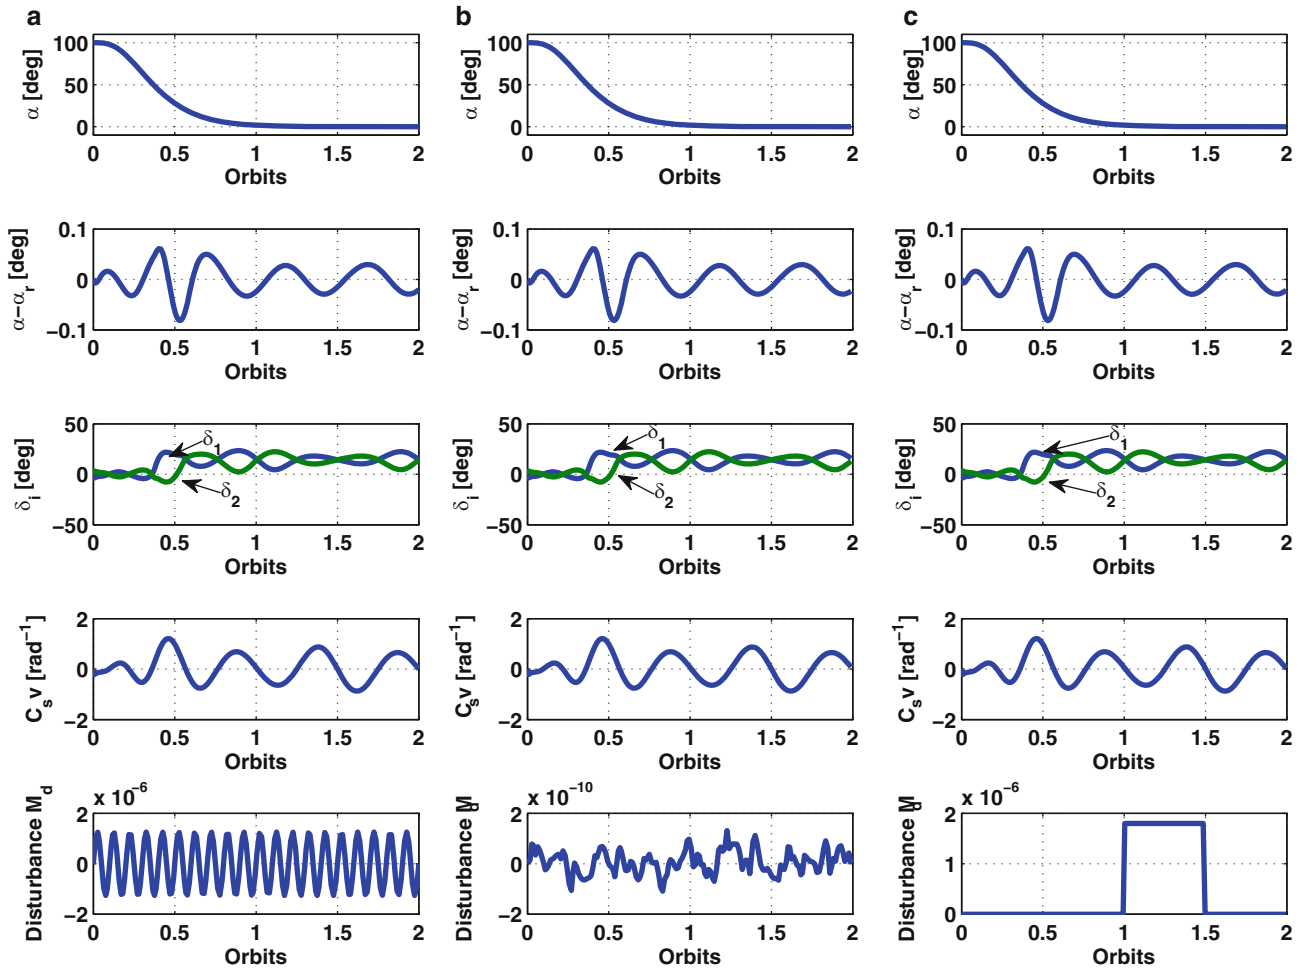 a
α [deg]
100
50
0
0 0.5 1 1.5 2
Orbits
α−α_r [deg]
0.1
0
−0.1
0 0.5 1 1.5 2
Orbits
δ_i [deg]
50
0
−50
δ_1
δ_2
0 0.5 1 1.5 2
Orbits
C_s v [rad⁻¹]
2
0
−2
0 0.5 1 1.5 2
Orbits
Disturbance M_d
x 10⁻⁶
2
0
−2
0 0.5 1 1.5 2
Orbits
b
α [deg]
100
50
0
0 0.5 1 1.5 2
Orbits
α−α_r [deg]
0.1
0
−0.1
0 0.5 1 1.5 2
Orbits
δ_i [deg]
50
0
−50
δ_1
δ_2
0 0.5 1 1.5 2
Orbits
C_s v [rad⁻¹]
2
0
−2
0 0.5 1 1.5 2
Orbits
Disturbance M_d
x 10⁻¹⁰
2
0
−2
0 0.5 1 1.5 2
Orbits
c
α [deg]
100
50
0
0 0.5 1 1.5 2
Orbits
α−α_r [deg]
0.1
0
−0.1
0 0.5 1 1.5 2
Orbits
δ_i [deg]
50
0
−50
δ_1
δ_2
0 0.5 1 1.5 2
Orbits
C_s v [rad⁻¹]
2
0
−2
0 0.5 1 1.5 2
Orbits
Disturbance M_d
x 10⁻⁶
2
1
0
0 0.5 1 1.5 2
Orbits